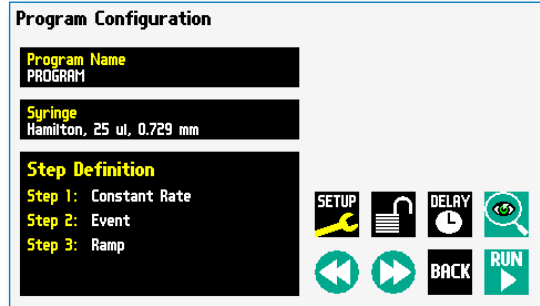 Program Configuration
Program Name
PROGRAM
Syringe
Hamilton, 25 ul, 0.729 mm
Step Definition
Step 1: Constant Rate
Step 2: Event
Step 3: Ramp
SETUP
DELAY
BACK
RUN